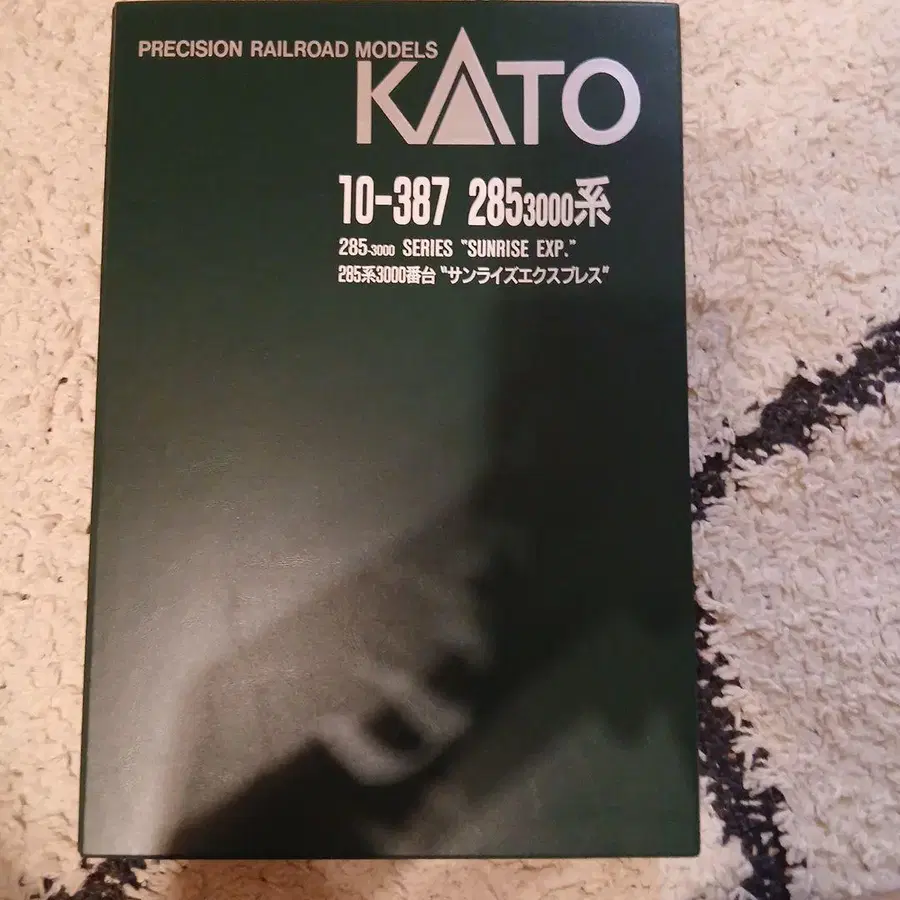 PRECISION RAILROAD MODELS
KATO
10-387 2853000系
285-3000 SERIES "SUNRISE EXP."
285系3000番台 "サンライズエクスプレス"